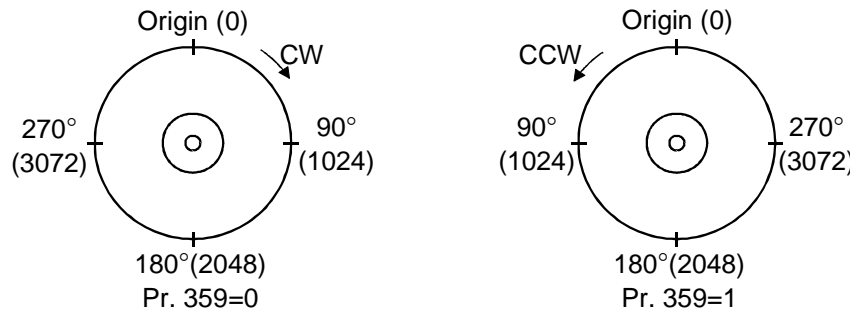 Origin (0)
CW
270°
(3072)
90°
(1024)
180°(2048)
Pr. 359=0
Origin (0)
CCW
90°
(1024)
270°
(3072)
180°(2048)
Pr. 359=1